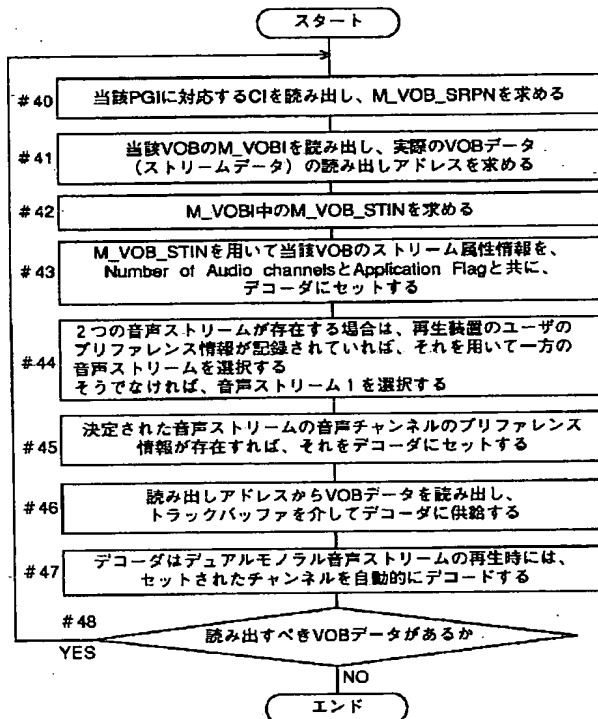 スタート
#40
当該PGIに対応するCIを読み出し、M_VOB_SRPNを求める
#41
当該VOBのM_VOBIを読み出し、実際のVOBデータ
（ストリームデータ）の読み出しアドレスを求める
#42
M_VOBI中のM_VOB_STINを求める
#43
M_VOB_STINを用いて当該VOBのストリーム属性情報を、
Number of Audio channelsとApplication Flagと共に、
デコーダにセットする
#44
2つの音声ストリームが存在する場合は、再生装置のユーザの
プリファレンス情報が記録されていれば、それを用いて一方の
音声ストリームを選択する
そうでなければ、音声ストリーム1を選択する
#45
決定された音声ストリームの音声チャンネルのプリファレンス
情報が存在すれば、それをデコーダにセットする
#46
読み出しアドレスからVOBデータを読み出し、
トラックバッファを介してデコーダに供給する
#47
デコーダはデュアルモノラル音声ストリームの再生時には、
セットされたチャンネルを自動的にデコードする
#48
読み出すべきVOBデータがあるか
YES
NO
エンド